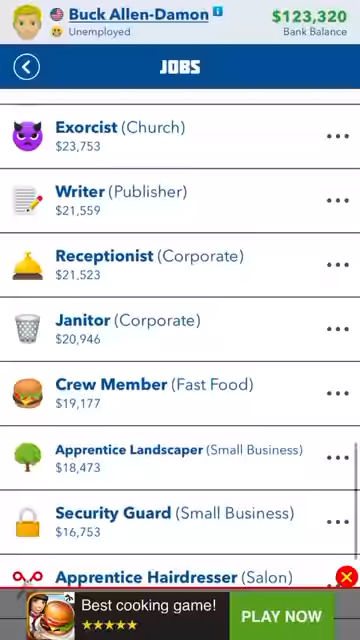 Buck Allen-Damon i
$123,320
Unemployed
Bank Balance
JOBS
Exorcist (Church)
$23,753
Writer (Publisher)
$21,559
Receptionist (Corporate)
$21,523
Janitor (Corporate)
$20,946
Crew Member (Fast Food)
$19,177
Apprentice Landscaper (Small Business)
$18,473
Security Guard (Small Business)
$16,753
Apprentice Hairdresser (Salon)
Best cooking game!
PLAY NOW